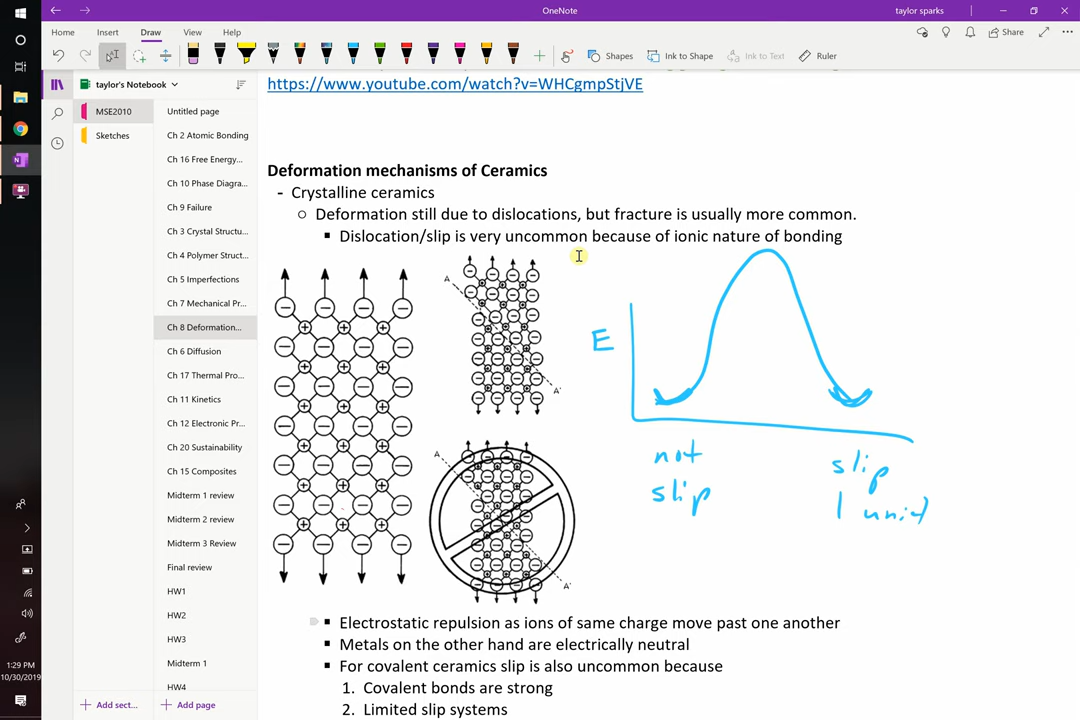 OneNote
taylor sparks
Home
Insert
Draw
View
Help
Share
Shapes
Ink to Shape
Ink to Text
Ruler
taylor's Notebook
MSE2010
Sketches
Untitled page
Ch 2 Atomic Bonding
Ch 16 Free Energy...
Ch 10 Phase Diagra...
Ch 9 Failure
Ch 3 Crystal Structu...
Ch 4 Polymer Struct...
Ch 5 Imperfections
Ch 7 Mechanical Pr...
Ch 8 Deformation...
Ch 6 Diffusion
Ch 17 Thermal Pro...
Ch 11 Kinetics
Ch 12 Electronic Pr...
Ch 20 Sustainability
Ch 15 Composites
Midterm 1 review
Midterm 2 review
Midterm 3 Review
Final review
HW1
HW2
HW3
Midterm 1
HW4
Add sect...
Add page
1:29 PM
10/30/2019
https://www.youtube.com/watch?v=WHCgmpStjVE
Deformation mechanisms of Ceramics
- Crystalline ceramics
o Deformation still due to dislocations, but fracture is usually more common.
▪ Dislocation/slip is very uncommon because of ionic nature of bonding
A
A'
A
A'
E
not
slip
slip
1 unit
▪ Electrostatic repulsion as ions of same charge move past one another
▪ Metals on the other hand are electrically neutral
▪ For covalent ceramics slip is also uncommon because
1. Covalent bonds are strong
2. Limited slip systems